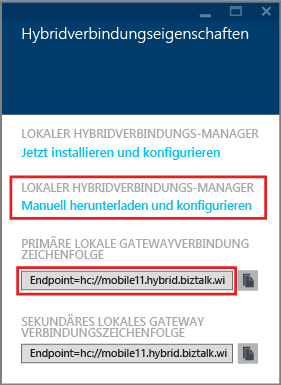 Hybridverbindungseigenschaften
LOKALER HYBRIDVERBINDUNGS-MANAGER
Jetzt installieren und konfigurieren
LOKALER HYBRIDVERBINDUNGS-MANAGER
Manuell herunterladen und konfigurieren
PRIMÄRE LOKALE GATEWAYVERBINDUNG
ZEICHENFOLGE
Endpoint=hc://mobile11.hybrid.biztalk.wi
SEKUNDÄRES LOKALES GATEWAY
VERBINDUNGSZEICHENFOLGE
Endpoint=hc://mobile11.hybrid.biztalk.wi